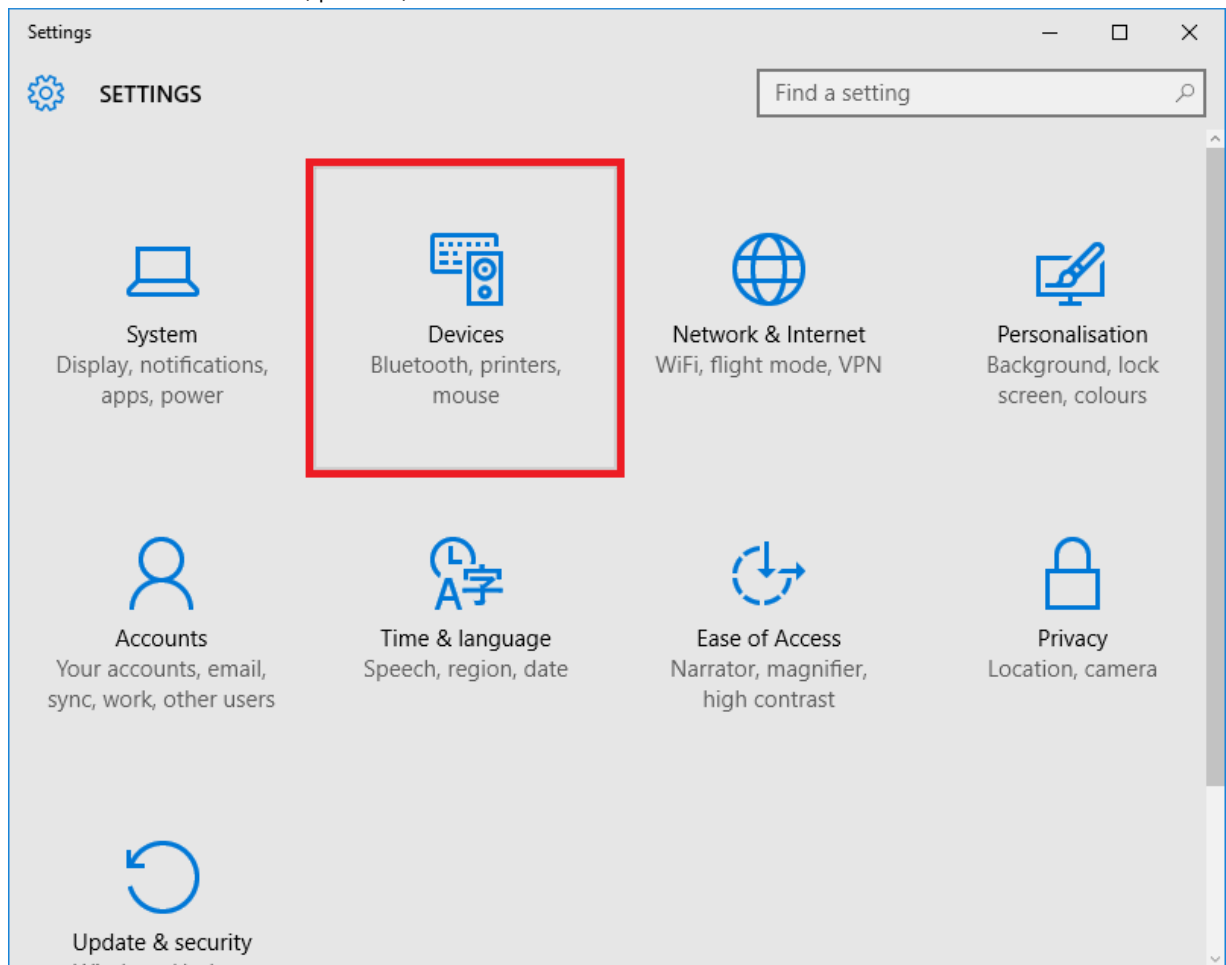 Settings
SETTINGS
Find a setting
System
Display, notifications,
apps, power
Devices
Bluetooth, printers,
mouse
Network & Internet
WiFi, flight mode, VPN
Personalisation
Background, lock
screen, colours
Accounts
Your accounts, email,
sync, work, other users
A字
Time & language
Speech, region, date
Ease of Access
Narrator, magnifier,
high contrast
Privacy
Location, camera
Update & security